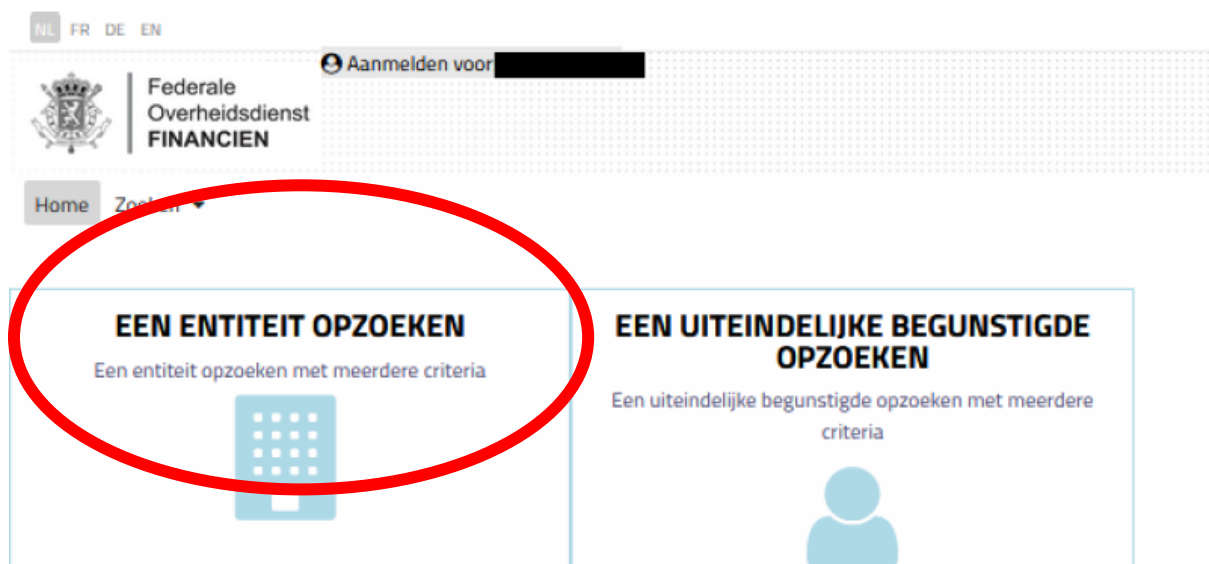 NL FR DE EN
Aanmelden voor
Federale
Overheidsdienst
FINANCIEN
Home Zoeken
EEN ENTITEIT OPZOEKEN
Een entiteit opzoeken met meerdere criteria
EEN UITEINDELIJKE BEGUNSTIGDE
OPZOEKEN
Een uiteindelijke begunstigde opzoeken met meerdere
criteria